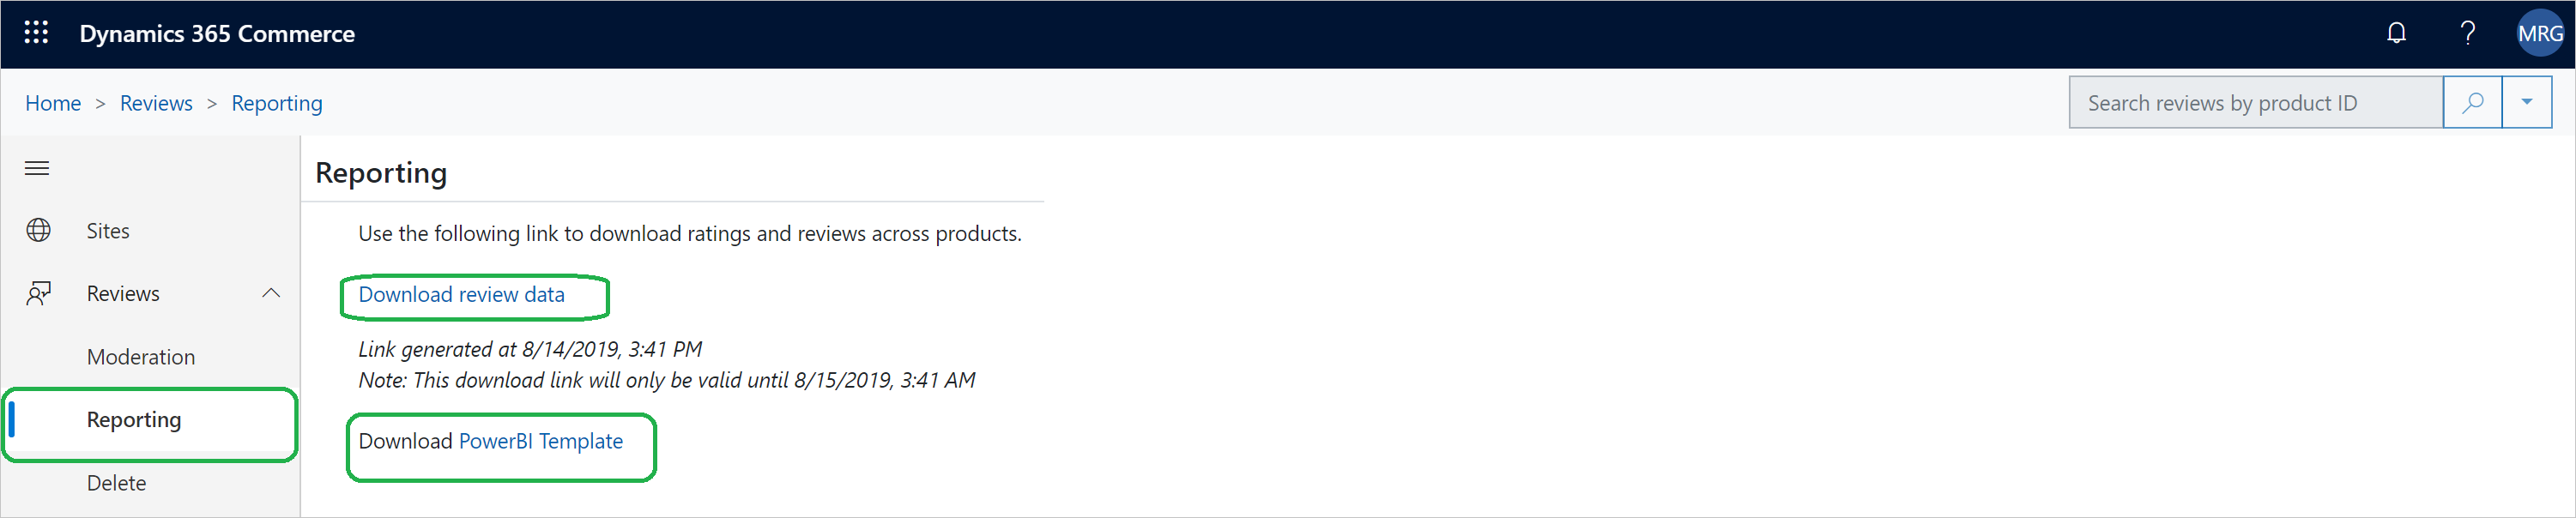 Dynamics 365 Commerce
MRG
Home > Reviews > Reporting
Search reviews by product ID
Reporting
Sites
Use the following link to download ratings and reviews across products.
Reviews
Download review data
Link generated at 8/14/2019, 3:41 PM
Moderation
Note: This download link will only be valid until 8/15/2019, 3:41 AM
Reporting
Download PowerBI Template
Delete